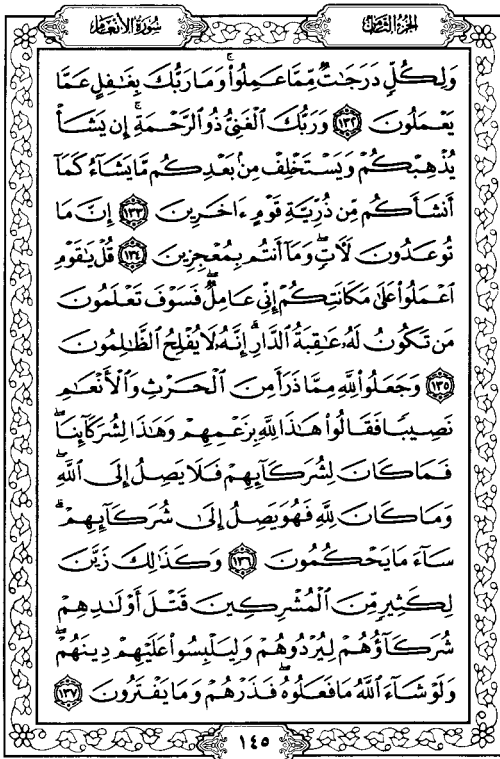 الجزء الثامن
سورة الأنعام
وَلِكُلٍّ دَرَجَـٰتٌ مِّمَّا عَمِلُوا۟ ۚ وَمَا رَبُّكَ بِغَـٰفِلٍ عَمَّا
يَعْمَلُونَ ١٣٢ وَرَبُّكَ ٱلْغَنِىُّ ذُو ٱلرَّحْمَةِ ۚ إِن يَشَأْ
يُذْهِبْكُمْ وَيَسْتَخْلِفْ مِنۢ بَعْدِكُم مَّا يَشَآءُ كَمَآ
أَنشَأَكُم مِّن ذُرِّيَّةِ قَوْمٍ ءَاخَرِينَ ١٣٣ إِنَّ مَا
تُوعَدُونَ لَـَٔاتٍ ۖ وَمَآ أَنتُم بِمُعْجِزِينَ ١٣٤ قُلْ يَـٰقَوْمِ
ٱعْمَلُوا۟ عَلَىٰ مَكَانَتِكُمْ إِنِّى عَامِلٌ ۖ فَسَوْفَ تَعْلَمُونَ
مَن تَكُونُ لَهُۥ عَـٰقِبَةُ ٱلدَّارِ ۗ إِنَّهُۥ لَا يُفْلِحُ ٱلظَّـٰلِمُونَ
١٣٥ وَجَعَلُوا۟ لِلَّهِ مِمَّا ذَرَأَ مِنَ ٱلْحَرْثِ وَٱلْأَنْعَـٰمِ
نَصِيبًا فَقَالُوا۟ هَـٰذَا لِلَّهِ بِزَعْمِهِمْ وَهَـٰذَا لِشُرَكَآئِنَا ۖ
فَمَا كَانَ لِشُرَكَآئِهِمْ فَلَا يَصِلُ إِلَى ٱللَّهِ ۖ
وَمَا كَانَ لِلَّهِ فَهُوَ يَصِلُ إِلَىٰ شُرَكَآئِهِمْ ۗ
سَآءَ مَا يَحْكُمُونَ ١٣٦ وَكَذَٰلِكَ زَيَّنَ
لِكَثِيرٍ مِّنَ ٱلْمُشْرِكِينَ قَتْلَ أَوْلَـٰدِهِمْ
شُرَكَآؤُهُمْ لِيُرْدُوهُمْ وَلِيَلْبِسُوا۟ عَلَيْهِمْ دِينَهُمْ ۖ
وَلَوْ شَآءَ ٱللَّهُ مَا فَعَلُوهُ ۖ فَذَرْهُمْ وَمَا يَفْتَرُونَ ١٣٧
١٤٥